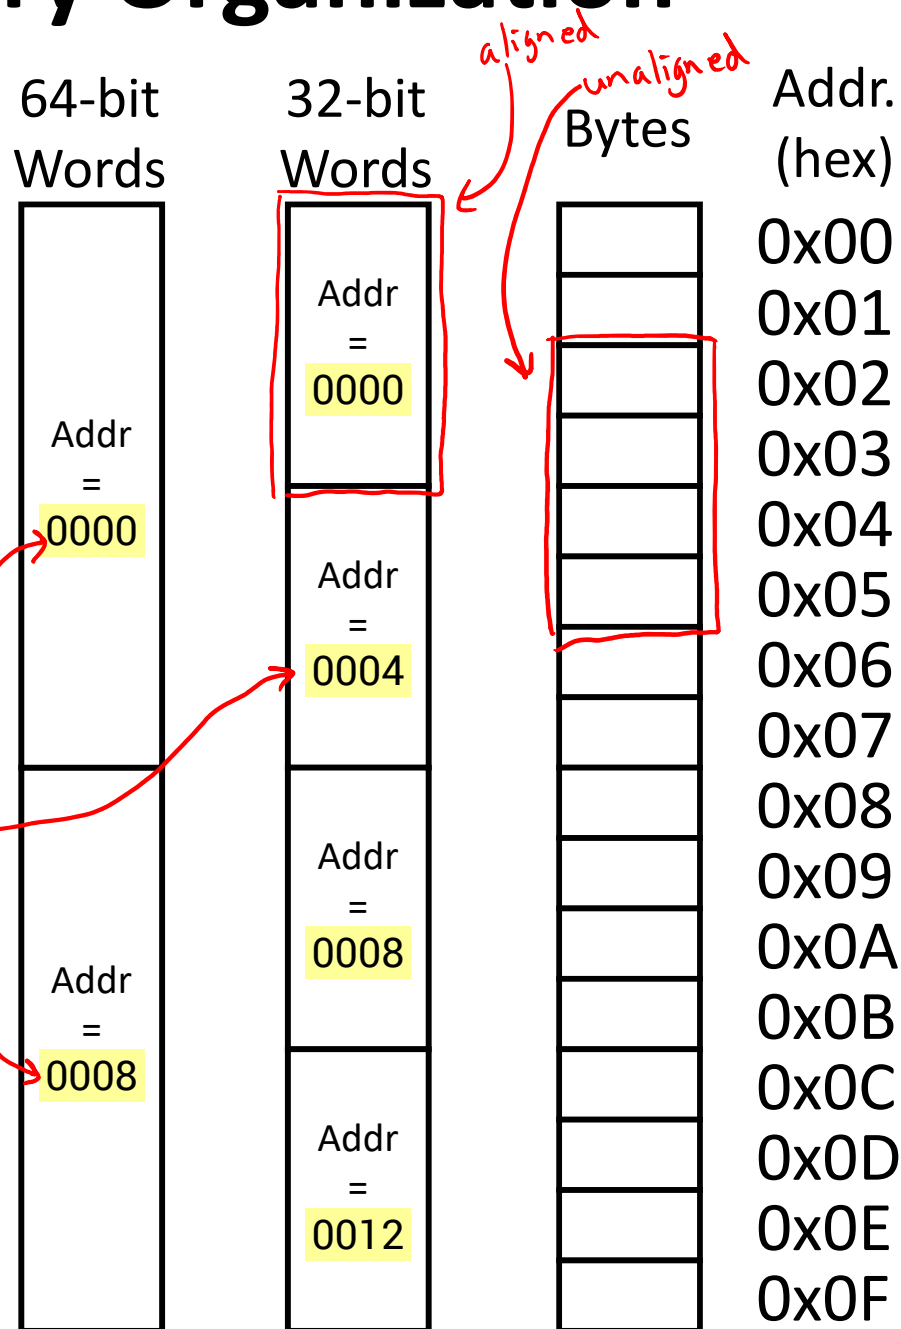 ry Organization
aligned
unaligned
64-bit
Words
32-bit
Words
Bytes
Addr.
(hex)
Addr
=
0000
Addr
=
0008
Addr
=
0000
Addr
=
0004
Addr
=
0008
Addr
=
0012
0x00
0x01
0x02
0x03
0x04
0x05
0x06
0x07
0x08
0x09
0x0A
0x0B
0x0C
0x0D
0x0E
0x0F